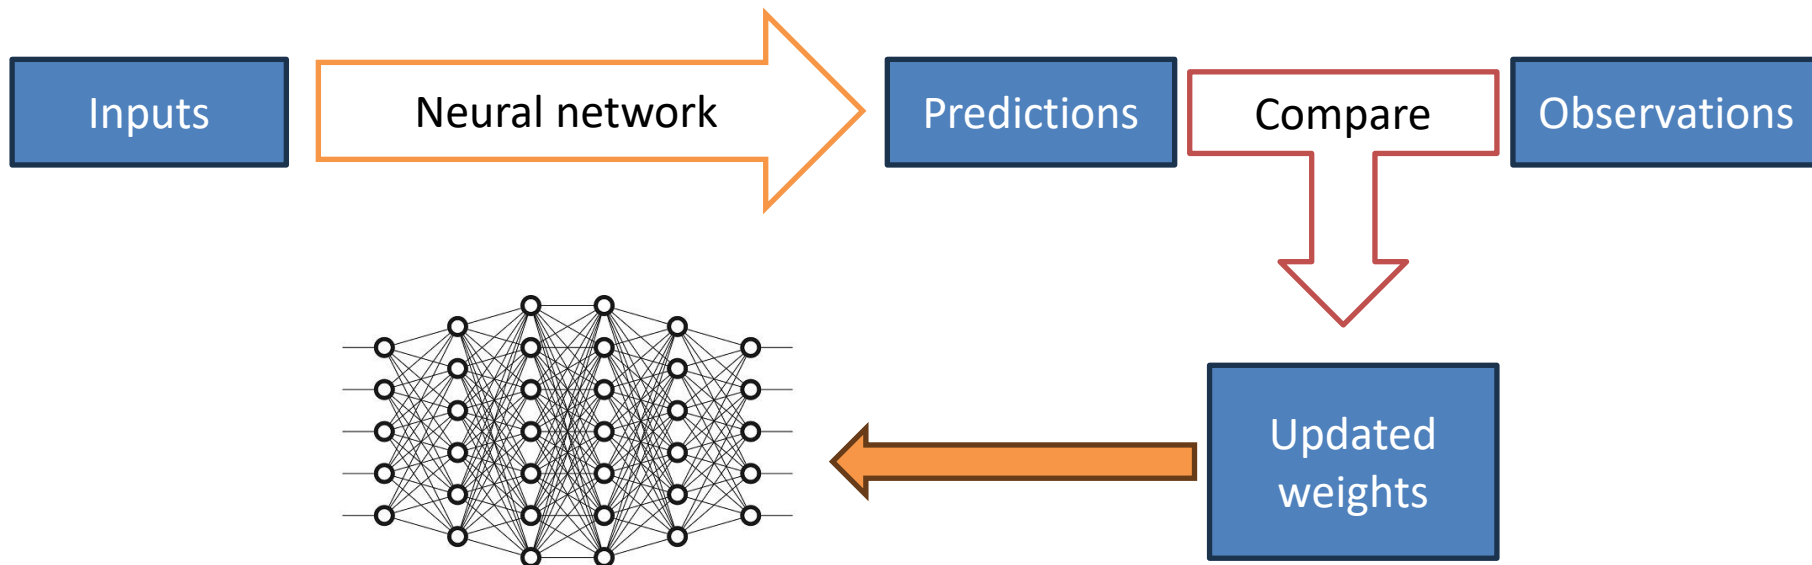 Inputs
Neural network
Predictions
Compare
Observations
Updated
weights